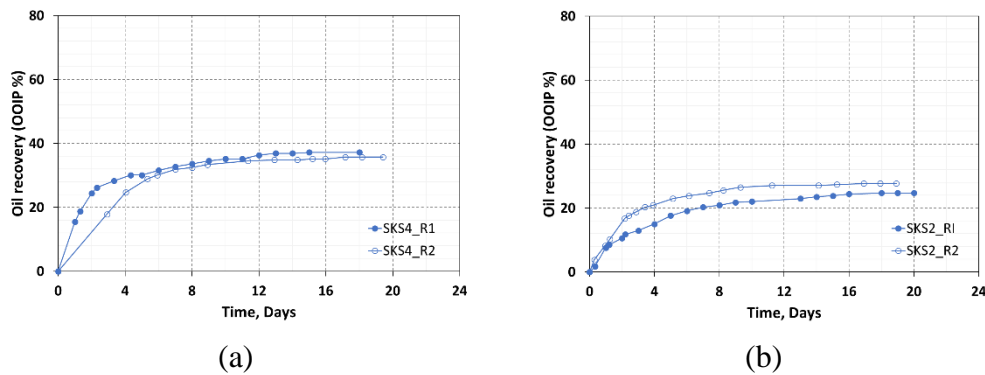 80
60
40
20
0
Oil recovery (OOIP %)
SKS4_R1
SKS4_R2
0 4 8 12 16 20 24
Time, Days
(a)
80
60
40
20
0
Oil recovery (OOIP %)
SKS2_RI
SKS2_R2
0 4 8 12 16 20 24
Time, Days
(b)